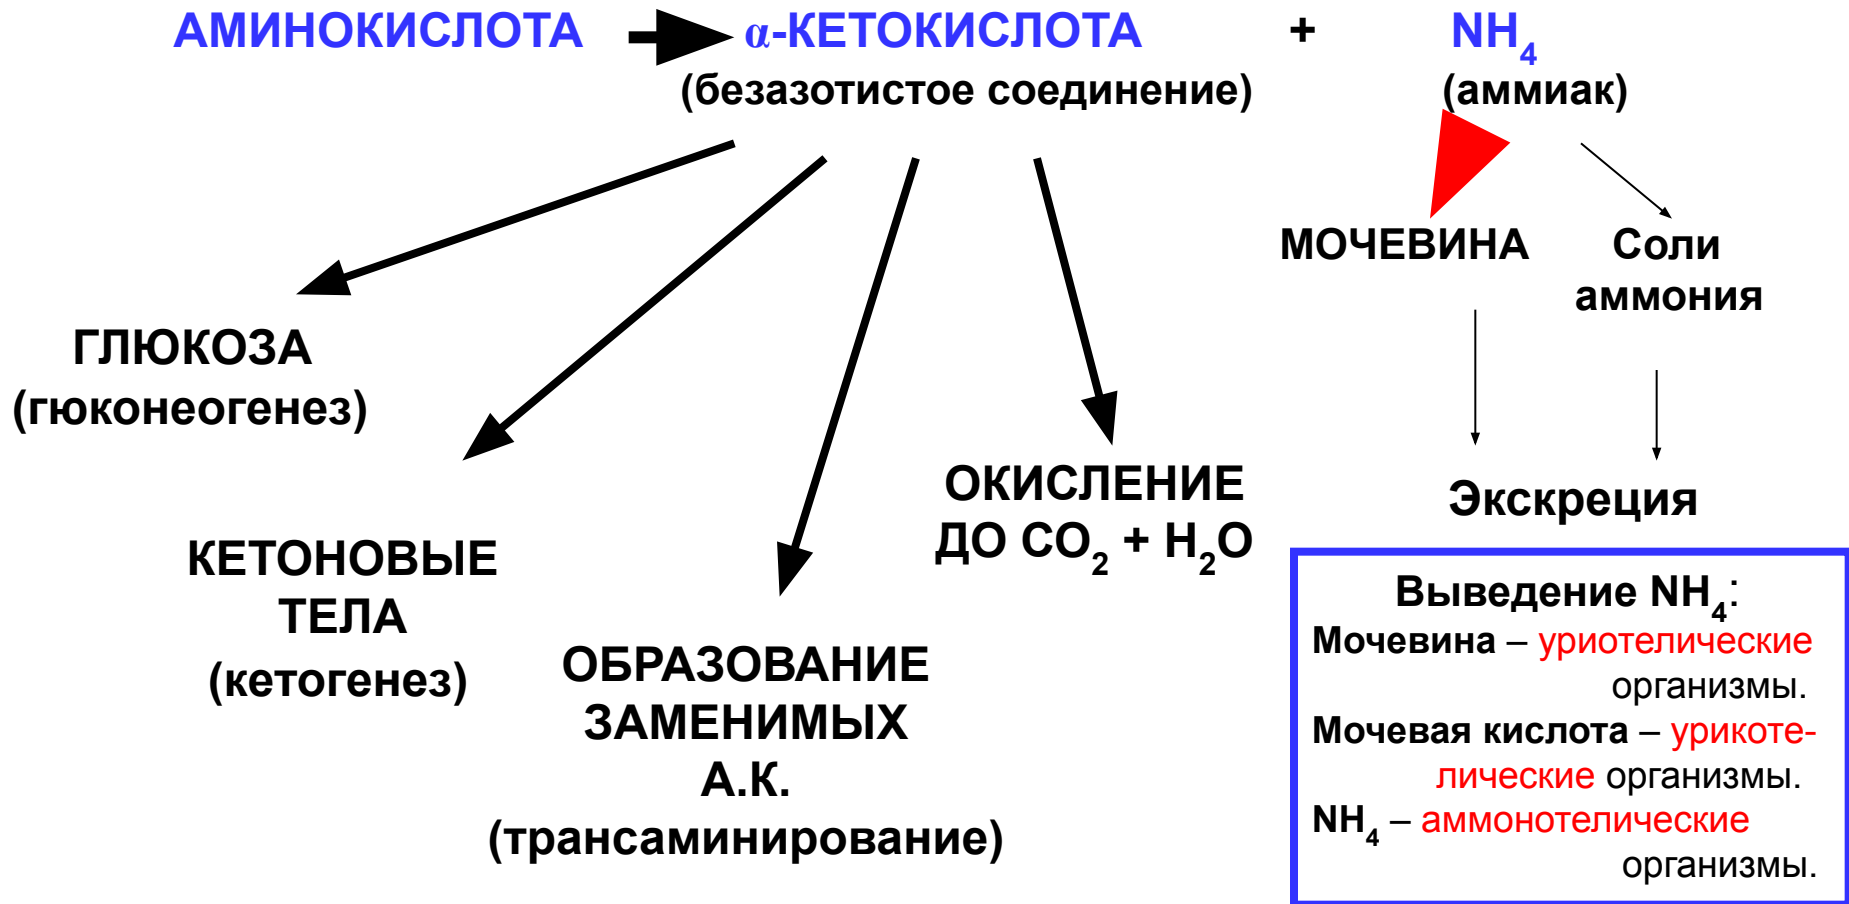 АМИНОКИСЛОТА α-КЕТОКИСЛОТА + NH4
(безазотистое соединение) (аммиак)
МОЧЕВИНА Соли
аммония
ГЛЮКОЗА
(гюконеогенез)
ОКИСЛЕНИЕ
ДО CO2 + H2O
Экскреция
КЕТОНОВЫЕ
ТЕЛА
(кетогенез)
ОБРАЗОВАНИЕ
ЗАМЕНИМЫХ
А.К.
(трансаминирование)
Выведение NH4:
Мочевина – уриотелические
организмы.
Мочевая кислота – урикоте-
лические организмы.
NH4 – аммонотелические
организмы.